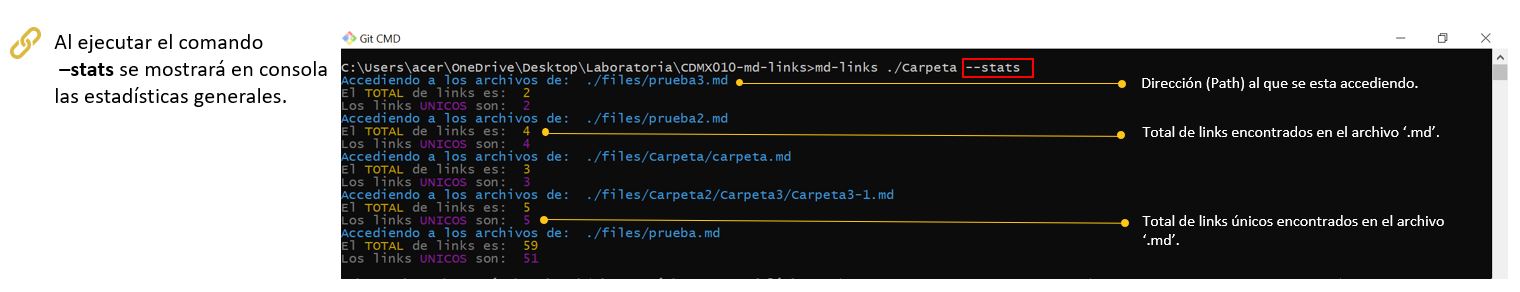 Al ejecutar el comando
–stats se mostrará en consola
las estadísticas generales.
Git CMD
C:\Users\acer\OneDrive\Desktop\Laboratoria\CDMX010-md-links>md-links ./Carpeta --stats
Accediendo a los archivos de:  ./files/prueba3.md
El TOTAL de links es:  2
Los links UNICOS son:  2
Accediendo a los archivos de:  ./files/prueba2.md
El TOTAL de links es:  4
Los links UNICOS son:  4
Accediendo a los archivos de:  ./files/Carpeta/carpeta.md
El TOTAL de links es:  3
Los links UNICOS son:  3
Accediendo a los archivos de:  ./files/Carpeta2/Carpeta3/Carpeta3-1.md
El TOTAL de links es:  5
Los links UNICOS son:  5
Accediendo a los archivos de:  ./files/prueba.md
El TOTAL de links es:  59
Los links UNICOS son:  51
Dirección (Path) al que se esta accediendo.
Total de links encontrados en el archivo ‘.md’.
Total de links únicos encontrados en el archivo
‘.md’.